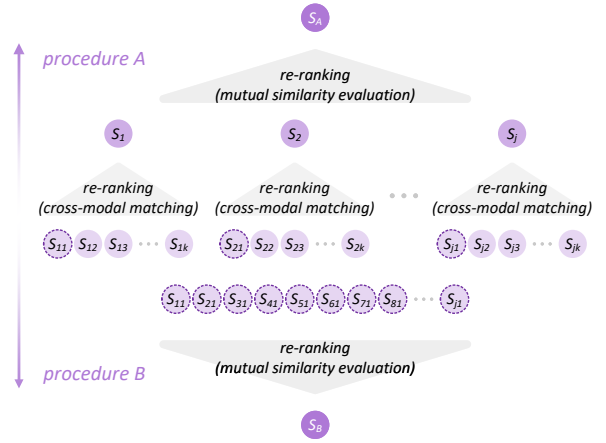 S_A
procedure A
re-ranking
(mutual similarity evaluation)
S_1 S_2 S_j
re-ranking re-ranking re-ranking
(cross-modal matching) (cross-modal matching) ... (cross-modal matching)
S_11 S_12 S_13 ... S_1k S_21 S_22 S_23 ... S_2k S_j1 S_j2 S_j3 ... S_jk
S_11 S_21 S_31 S_41 S_51 S_61 S_71 S_81 ... S_j1
re-ranking
(mutual similarity evaluation)
procedure B
S_B